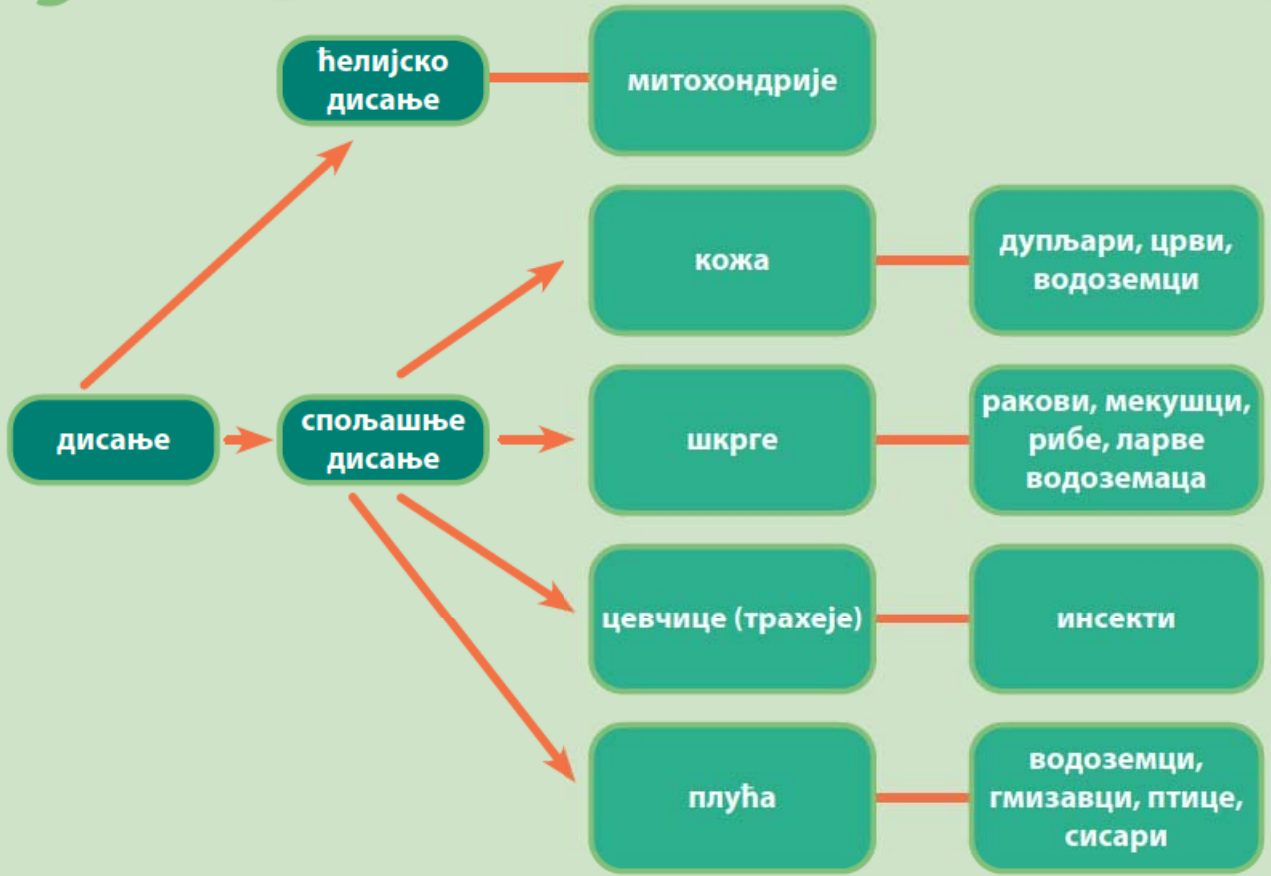 ћелијско
дисање
митохондрије
кожа
дупљари, црви,
водоземци
дисање
спољашње
дисање
шкрге
ракови, мекушци,
рибе, ларве
водоземаца
цевчице (трахеје)
инсекти
плућа
водоземци,
гмизавци, птице,
сисари